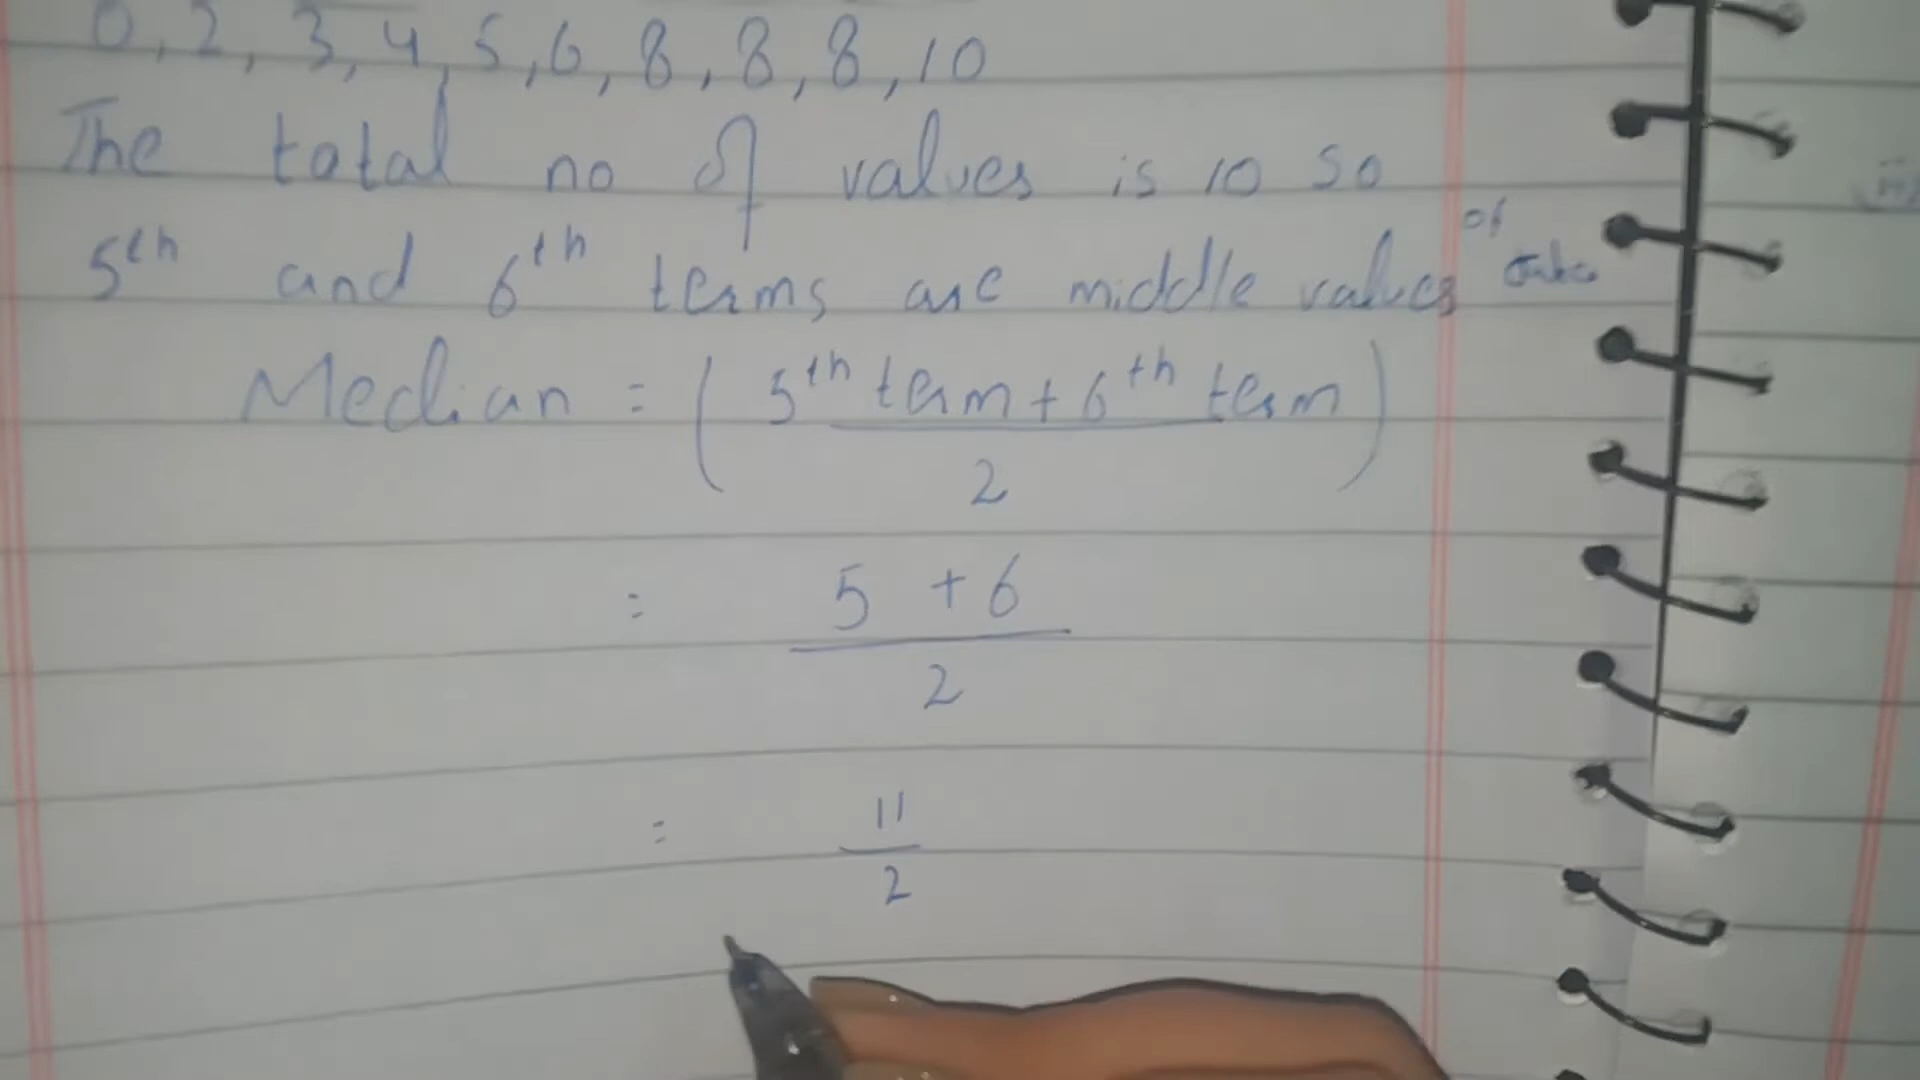 0, 2, 3, 4, 5, 6, 8, 8, 8, 10
The total no of values is 10 so
5th and 6th terms are middle values of
Median = ( 5th term + 6th term / 2 )
= 5 + 6 / 2
= 11 / 2